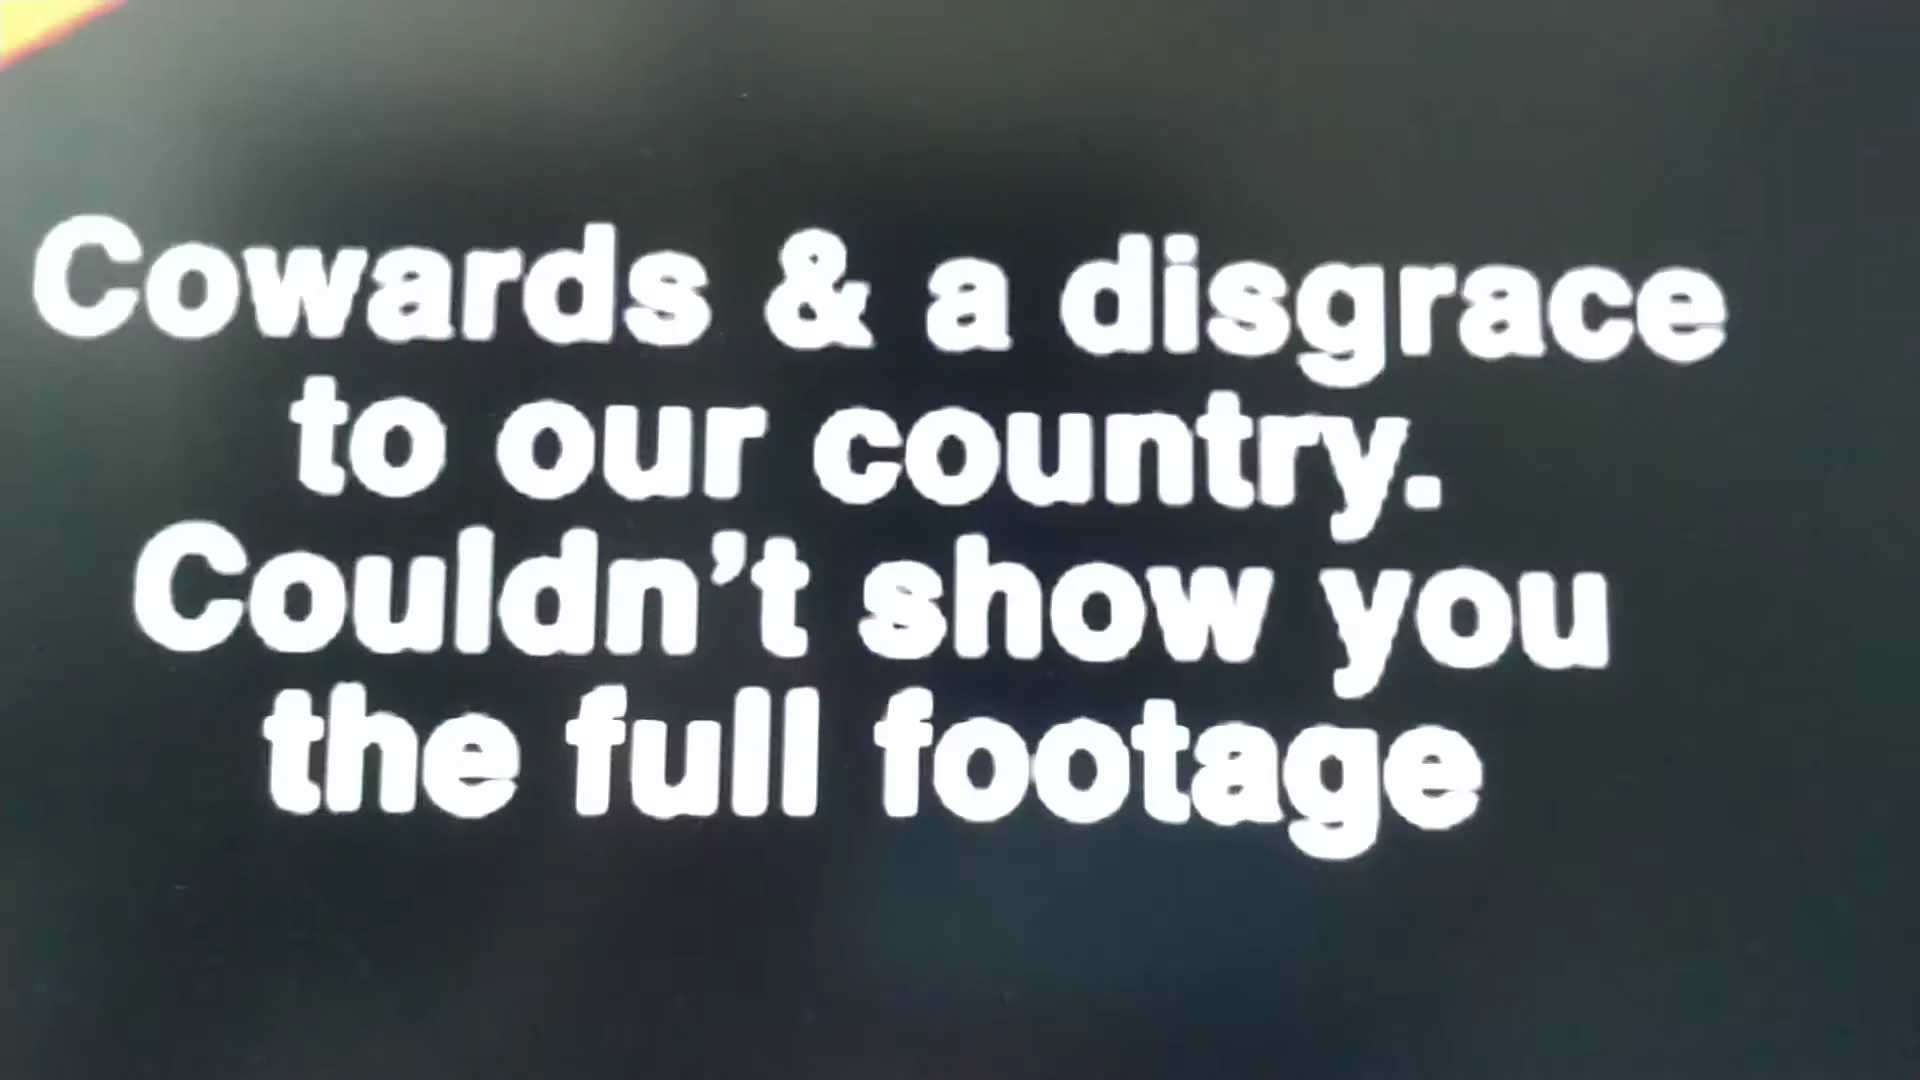 Cowards & a disgrace
to our country.
Couldn’t show you
the full footage